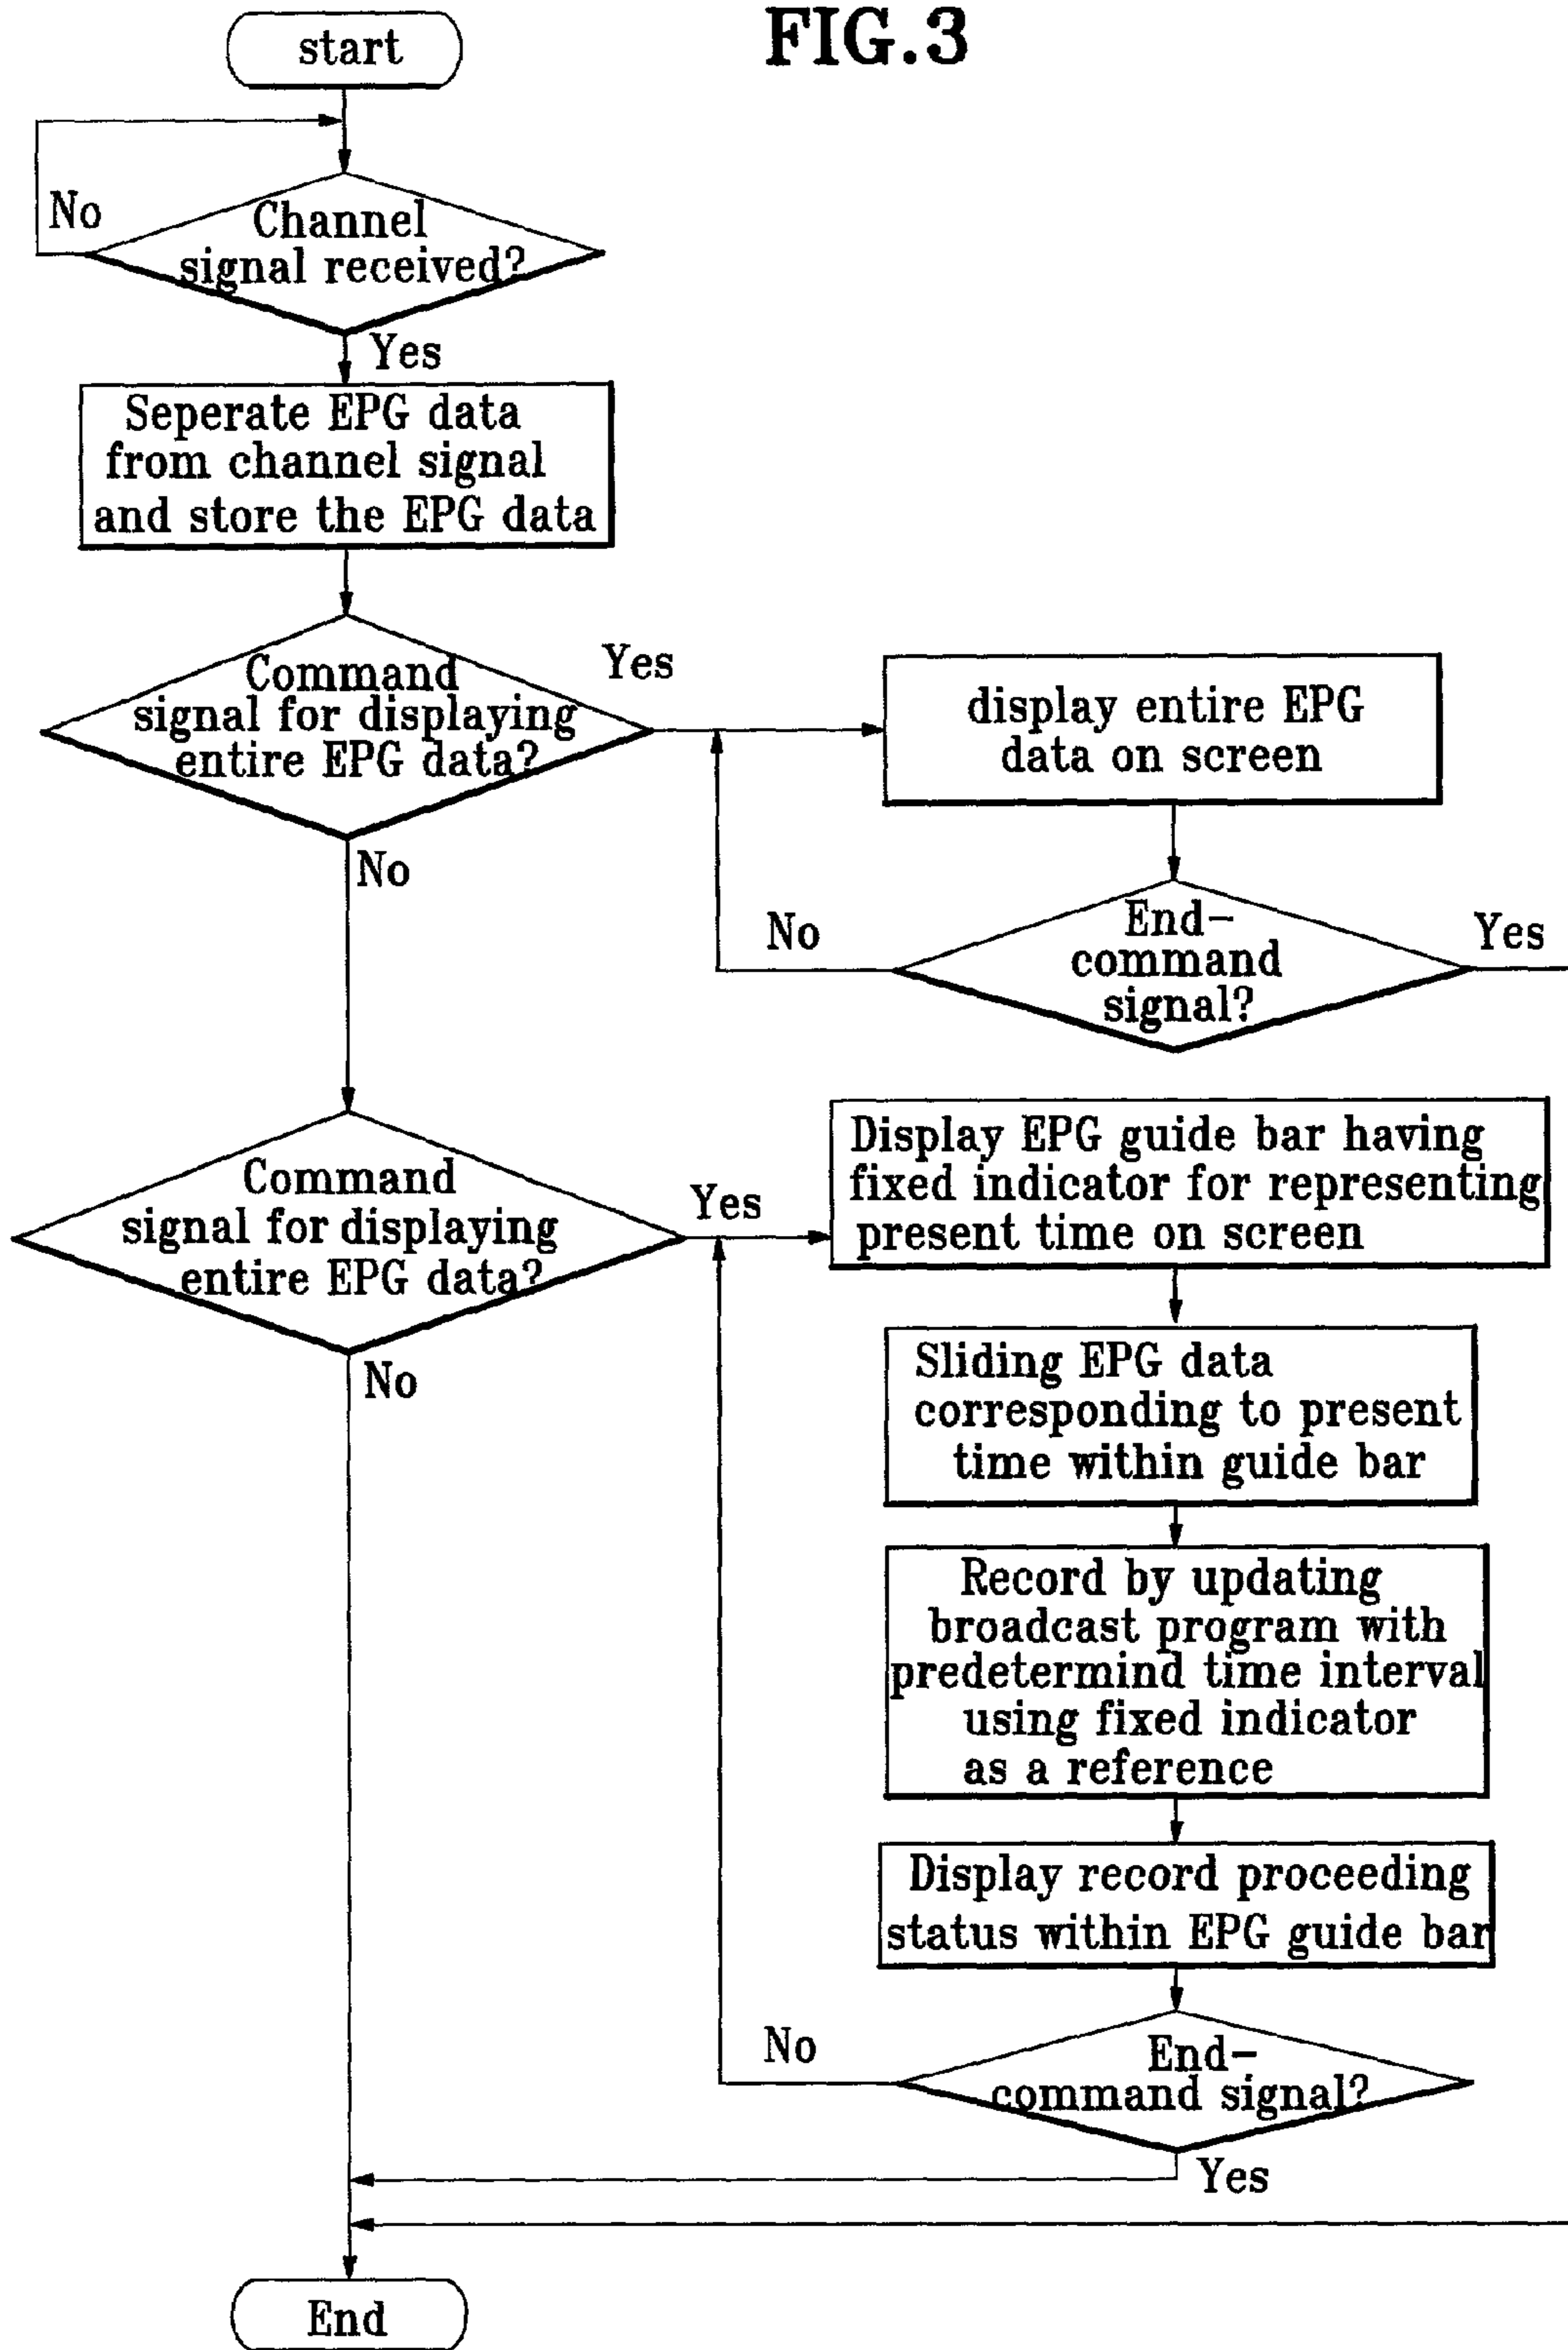 FIG.3
start
No
Channel
signal received?
Yes
Seperate EPG data
from channel signal
and store the EPG data
Command
signal for displaying
entire EPG data?
Yes
display entire EPG
data on screen
No
End-
command
signal?
No
Yes
Command
signal for displaying
entire EPG data?
Yes
Display EPG guide bar having
fixed indicator for representing
present time on screen
No
Sliding EPG data
corresponding to present
time within guide bar
Record by updating
broadcast program with
predetermind time interval
using fixed indicator
as a reference
Display record proceeding
status within EPG guide bar
No
End-
command signal?
Yes
End